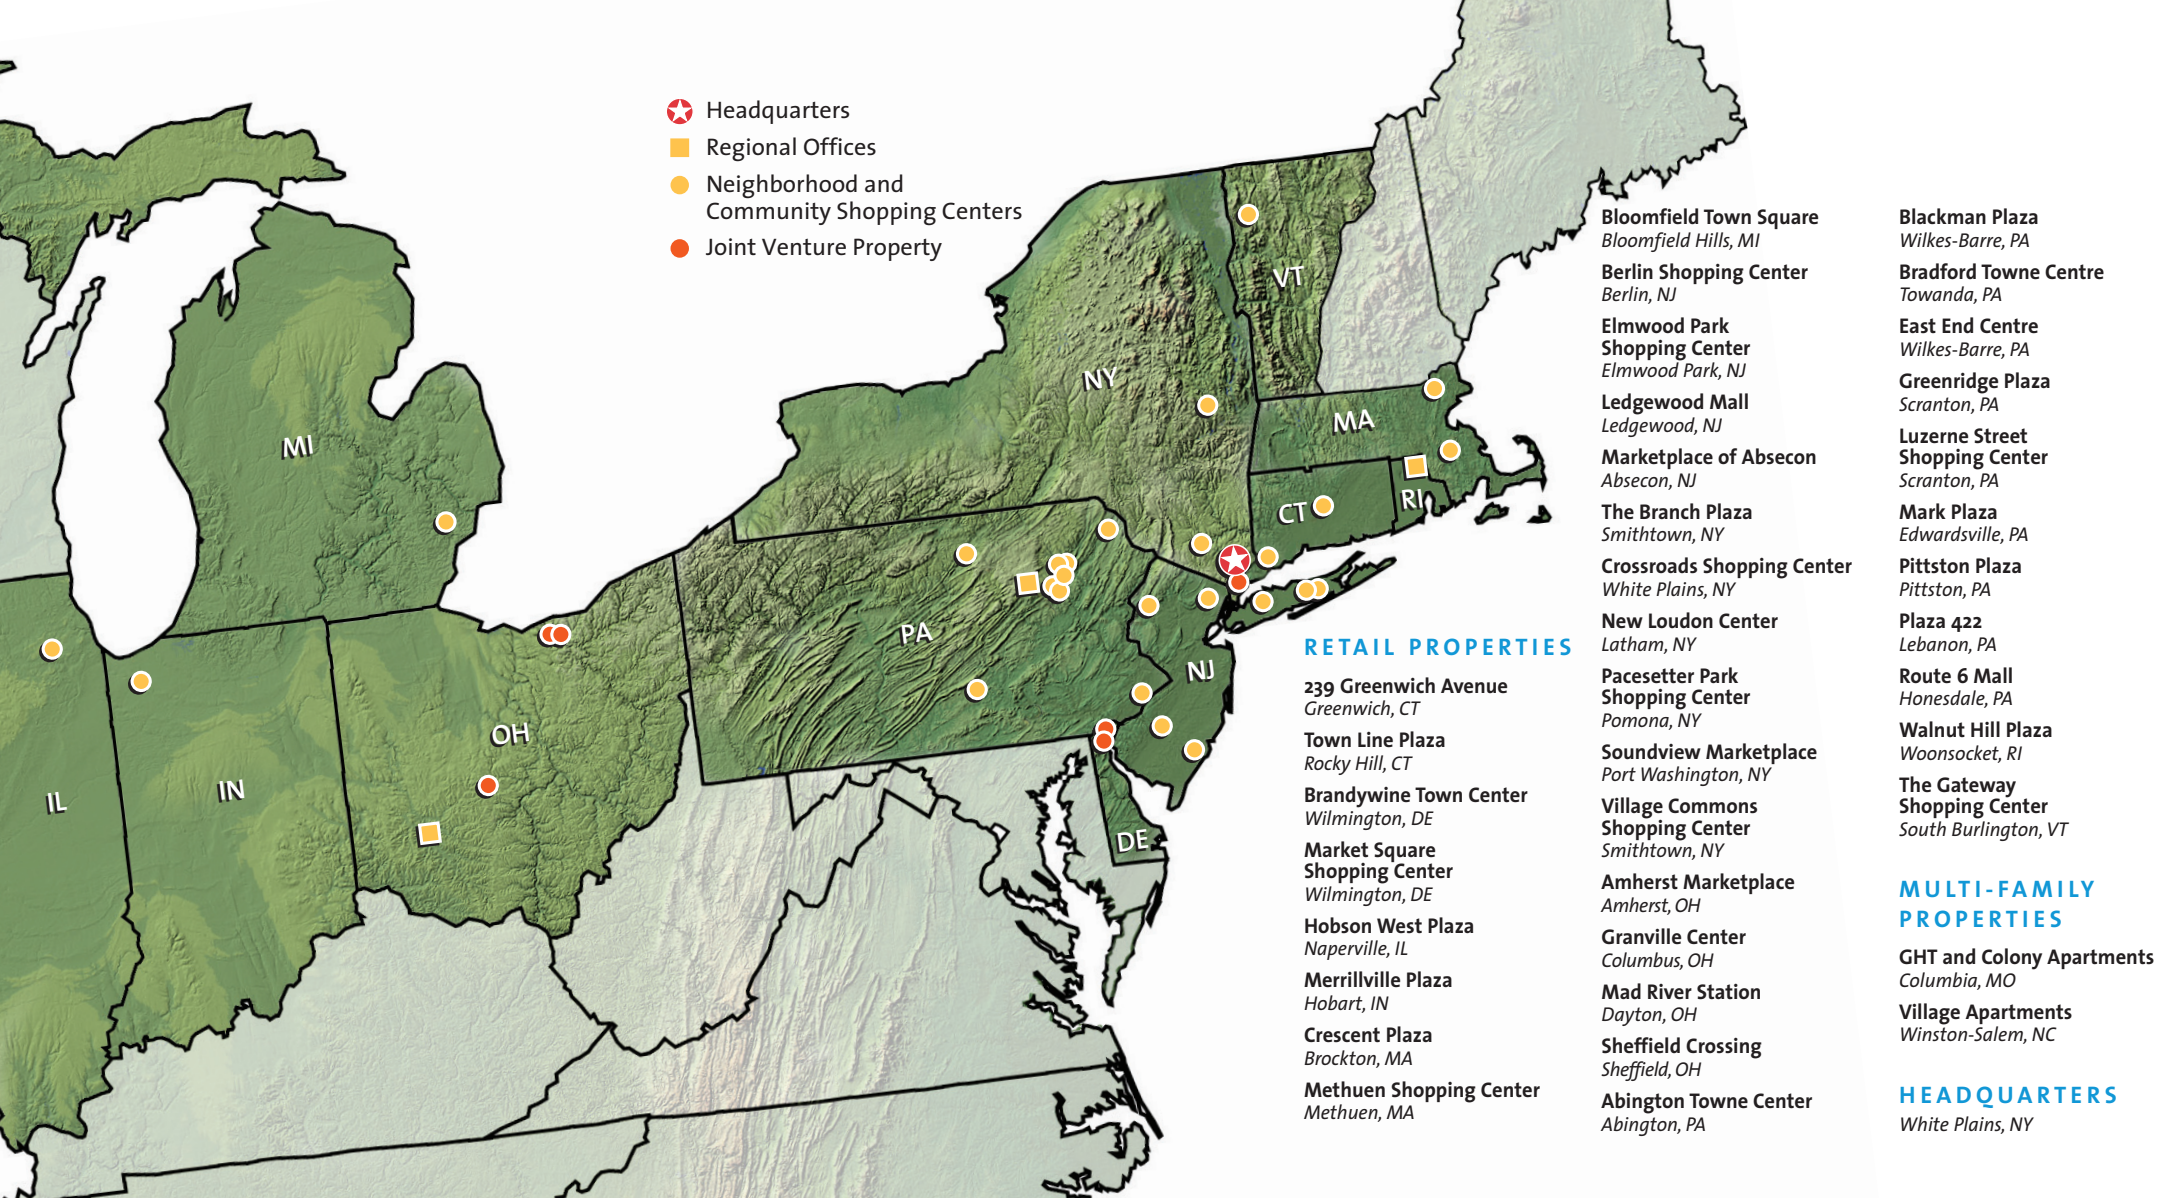 Headquarters
Regional Offices
Neighborhood and
Community Shopping Centers
Joint Venture Property
VT
NY
MA
MI
CT
RI
PA
NJ
OH
IN
IL
DE
RETAIL PROPERTIES
239 Greenwich Avenue
Greenwich, CT
Town Line Plaza
Rocky Hill, CT
Brandywine Town Center
Wilmington, DE
Market Square
Shopping Center
Wilmington, DE
Hobson West Plaza
Naperville, IL
Merrillville Plaza
Hobart, IN
Crescent Plaza
Brockton, MA
Methuen Shopping Center
Methuen, MA
Bloomfield Town Square
Bloomfield Hills, MI
Berlin Shopping Center
Berlin, NJ
Elmwood Park
Shopping Center
Elmwood Park, NJ
Ledgewood Mall
Ledgewood, NJ
Marketplace of Absecon
Absecon, NJ
The Branch Plaza
Smithtown, NY
Crossroads Shopping Center
White Plains, NY
New Loudon Center
Latham, NY
Pacesetter Park
Shopping Center
Pomona, NY
Soundview Marketplace
Port Washington, NY
Village Commons
Shopping Center
Smithtown, NY
Amherst Marketplace
Amherst, OH
Granville Center
Columbus, OH
Mad River Station
Dayton, OH
Sheffield Crossing
Sheffield, OH
Abington Towne Center
Abington, PA
Blackman Plaza
Wilkes-Barre, PA
Bradford Towne Centre
Towanda, PA
East End Centre
Wilkes-Barre, PA
Greenridge Plaza
Scranton, PA
Luzerne Street
Shopping Center
Scranton, PA
Mark Plaza
Edwardsville, PA
Pittston Plaza
Pittston, PA
Plaza 422
Lebanon, PA
Route 6 Mall
Honesdale, PA
Walnut Hill Plaza
Woonsocket, RI
The Gateway
Shopping Center
South Burlington, VT
MULTI-FAMILY
PROPERTIES
GHT and Colony Apartments
Columbia, MO
Village Apartments
Winston-Salem, NC
HEADQUARTERS
White Plains, NY